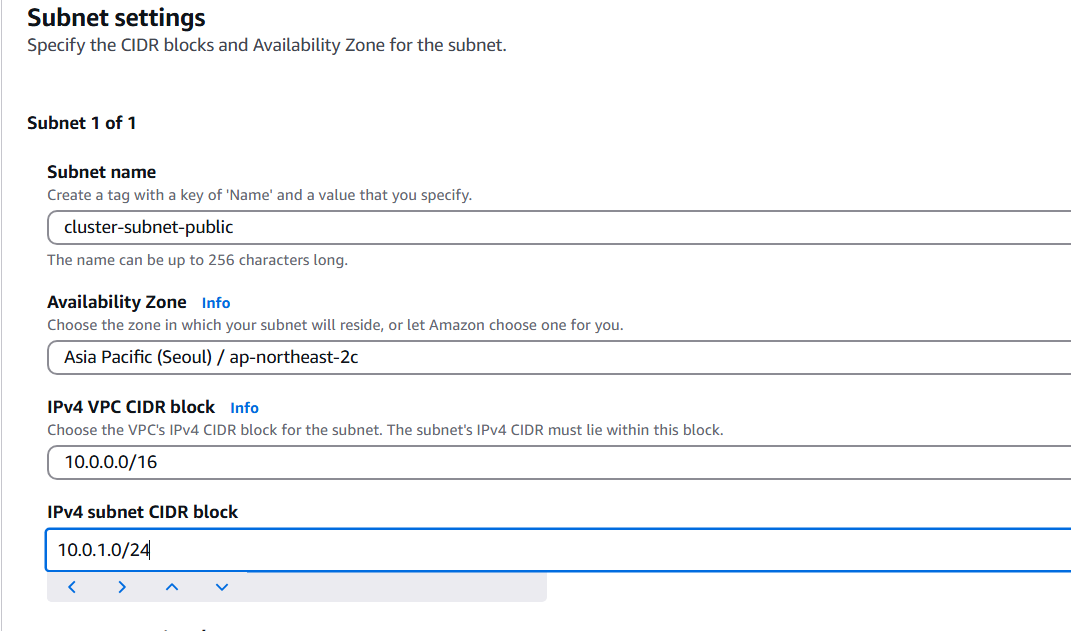 Subnet settings
Specify the CIDR blocks and Availability Zone for the subnet.
Subnet 1 of 1
Subnet name
Create a tag with a key of 'Name' and a value that you specify.
cluster-subnet-public
The name can be up to 256 characters long.
Availability Zone Info
Choose the zone in which your subnet will reside, or let Amazon choose one for you.
Asia Pacific (Seoul) / ap-northeast-2c
IPv4 VPC CIDR block Info
Choose the VPC's IPv4 CIDR block for the subnet. The subnet's IPv4 CIDR must lie within this block.
10.0.0.0/16
IPv4 subnet CIDR block
10.0.1.0/24